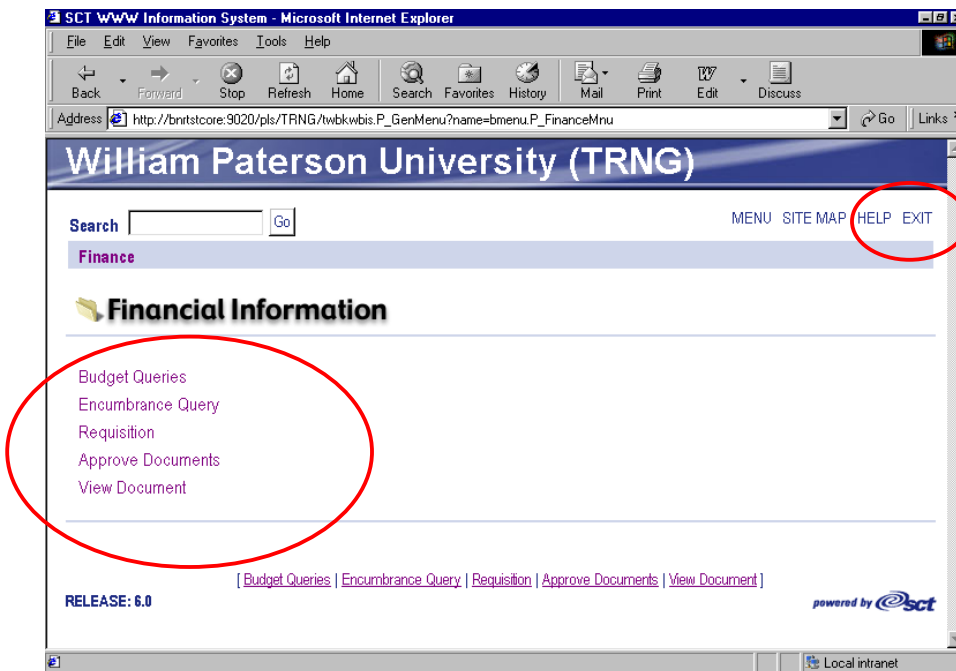 SCT WWW Information System - Microsoft Internet Explorer
File Edit View Favorites Tools Help
Back Forward Stop Refresh Home Search Favorites History Mail Print Edit Discuss
Address http://bnrtstcore:9020/pls/TRNG/twbkwbis.P_GenMenu?name=bmenu.P_FinanceMnu Go Links
William Paterson University (TRNG)
Search Go MENU SITE MAP HELP EXIT
Finance
Financial Information
Budget Queries
Encumbrance Query
Requisition
Approve Documents
View Document
[ Budget Queries | Encumbrance Query | Requisition | Approve Documents | View Document ]
RELEASE: 6.0 powered by sct
Local intranet